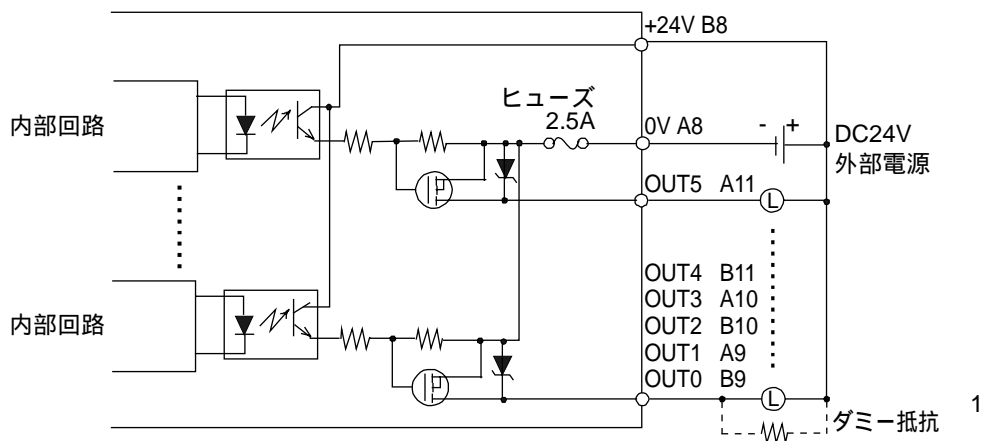 +24V B8
内部回路
ヒューズ
2.5A
0V A8
- +
DC24V
外部電源
OUT5 A11
L
OUT4 B11
OUT3 A10
OUT2 B10
OUT1 A9
OUT0 B9
内部回路
L
ダミー抵抗
1